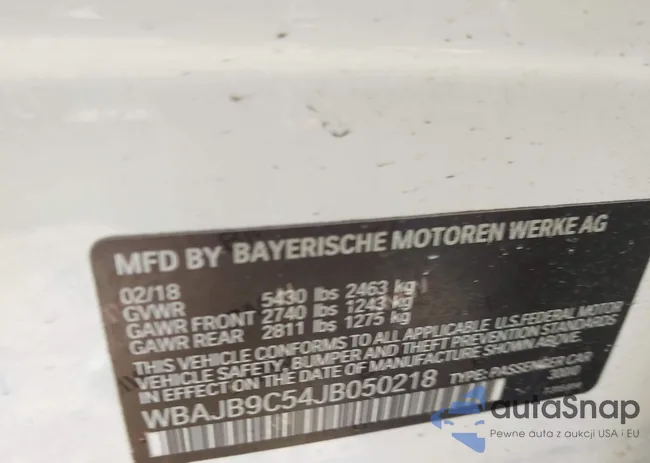 MFD BY BAYERISCHE MOTOREN WERKE AG
02/18
GVWR 5430 lbs 2463 kg
GAWR FRONT 2740 lbs 1243 kg
GAWR REAR 2811 lbs 1275 kg
THIS VEHICLE CONFORMS TO ALL APPLICABLE U.S. FEDERAL MOTOR
VEHICLE SAFETY, BUMPER AND THEFT PREVENTION STANDARDS
IN EFFECT ON THE DATE OF MANUFACTURE SHOWN ABOVE.
WBAJB9C54JB050218 TYPE: PASSENGER CAR
autoSnap
Pewne auta z aukcji USA i EU